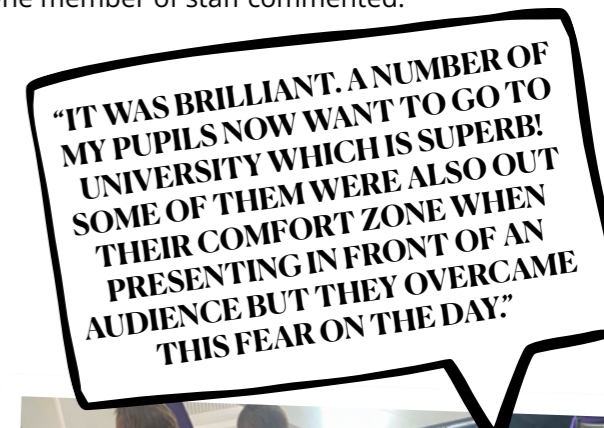 one member of staff commented:
“IT WAS BRILLIANT. A NUMBER OF
MY PUPILS NOW WANT TO GO TO
UNIVERSITY WHICH IS SUPERB!
SOME OF THEM WERE ALSO OUT
THEIR COMFORT ZONE WHEN
PRESENTING IN FRONT OF AN
AUDIENCE BUT THEY OVERCAME
THIS FEAR ON THE DAY.”